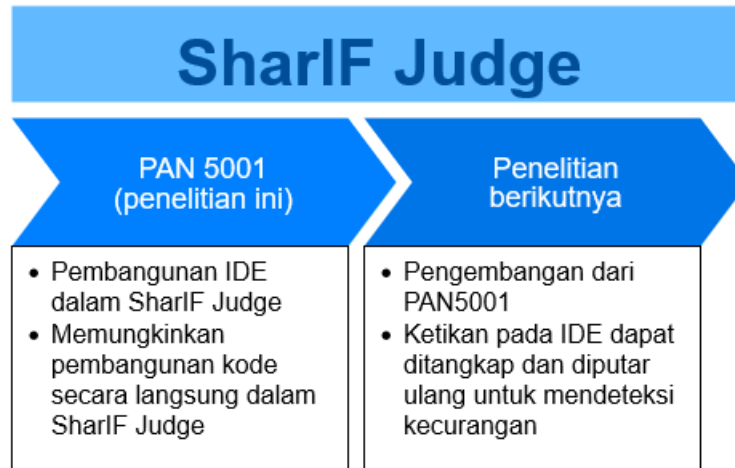 SharIF Judge
PAN 5001
(penelitian ini)
Penelitian
berikutnya
• Pembangunan IDE
dalam SharIF Judge
• Memungkinkan
pembangunan kode
secara langsung dalam
SharIF Judge
• Pengembangan dari
PAN5001
• Ketikan pada IDE dapat
ditangkap dan diputar
ulang untuk mendeteksi
kecurangan